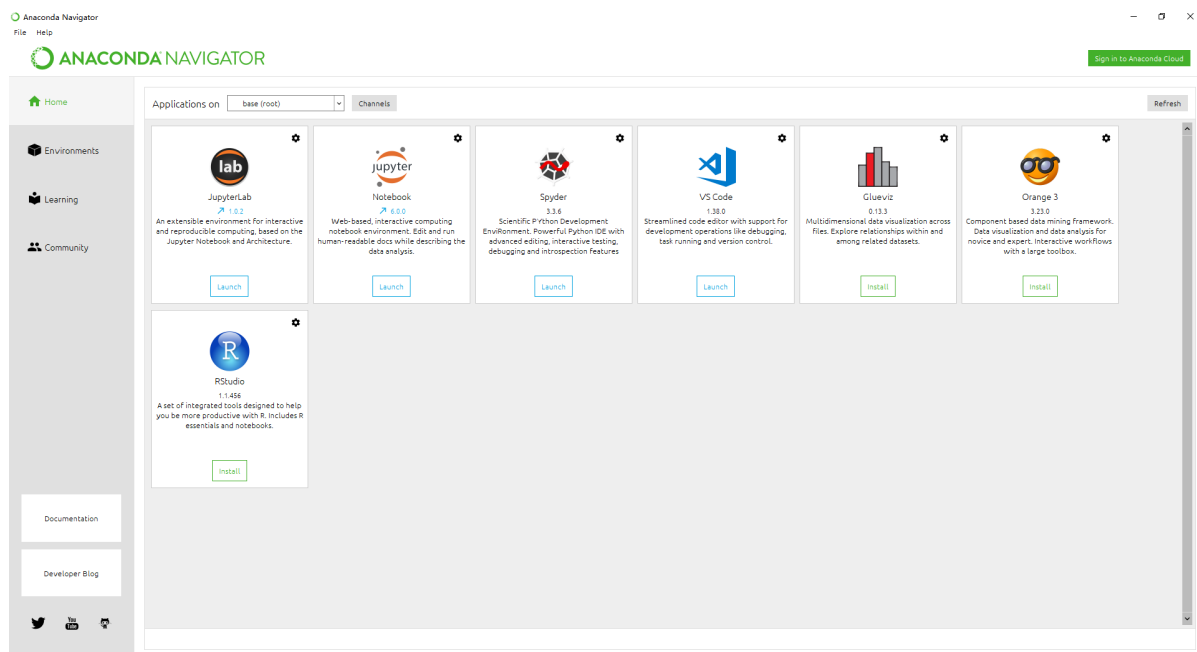 Anaconda Navigator
File Help
ANACONDA NAVIGATOR
Sign in to Anaconda Cloud
Home
Environments
Learning
Community
Documentation
Developer Blog
You
Tube
Applications on base (root) Channels Refresh
lab
JupyterLab
1.0.2
An extensible environment for interactive
and reproducible computing, based on the
Jupyter Notebook and Architecture.
Launch
jupyter
Notebook
6.0.0
Web-based, interactive computing
notebook environment. Edit and run
human-readable docs while describing the
data analysis.
Launch
Spyder
3.3.6
Scientific PYthon Development
EnviRonment. Powerful Python IDE with
advanced editing, interactive testing,
debugging and introspection features
Launch
VS Code
1.38.0
Streamlined code editor with support for
development operations like debugging,
task running and version control.
Launch
Glueviz
0.13.3
Multidimensional data visualization across
files. Explore relationships within and
among related datasets.
Install
Orange 3
3.23.0
Component based data mining framework.
Data visualization and data analysis for
novice and expert. Interactive workflows
with a large toolbox.
Install
R
RStudio
1.1.456
A set of integrated tools designed to help
you be more productive with R. Includes R
essentials and notebooks.
Install